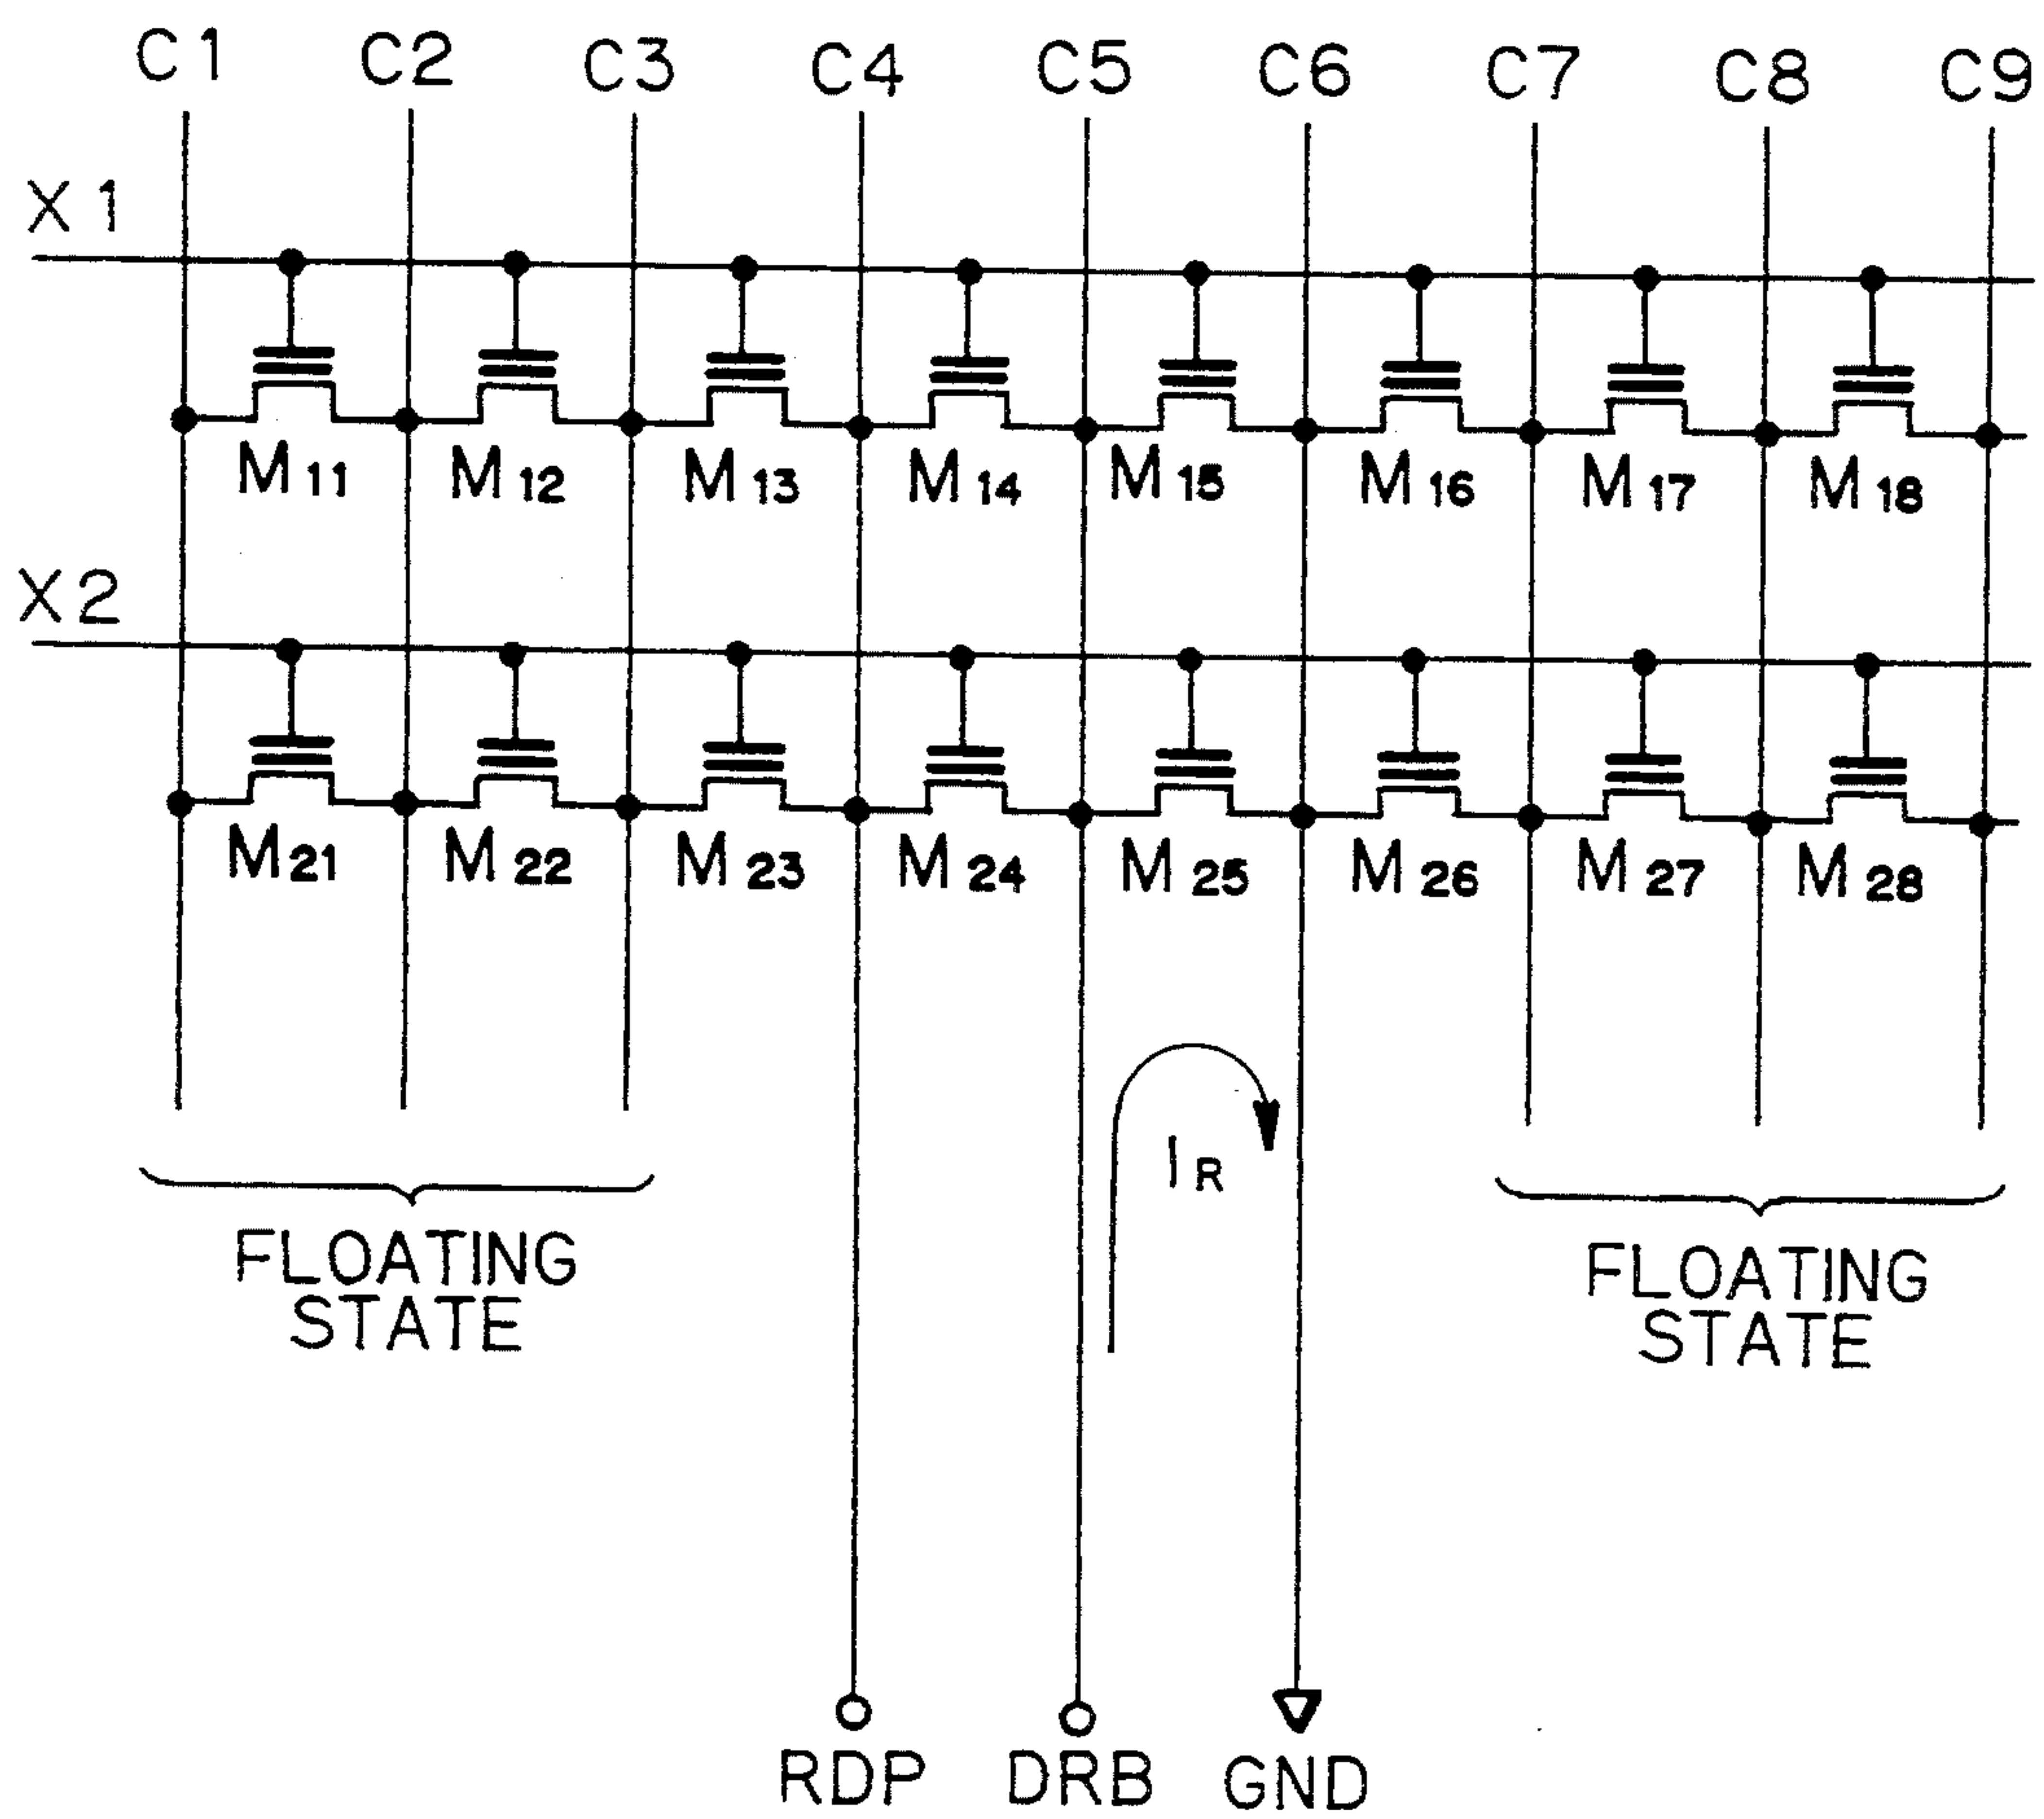 C1 C2 C3 C4 C5 C6 C7 C8 C9
X1
M11 M12 M13 M14 M15 M16 M17 M18
X2
M21 M22 M23 M24 M25 M26 M27 M28
IR
FLOATING STATE
FLOATING STATE
RDP DRB GND